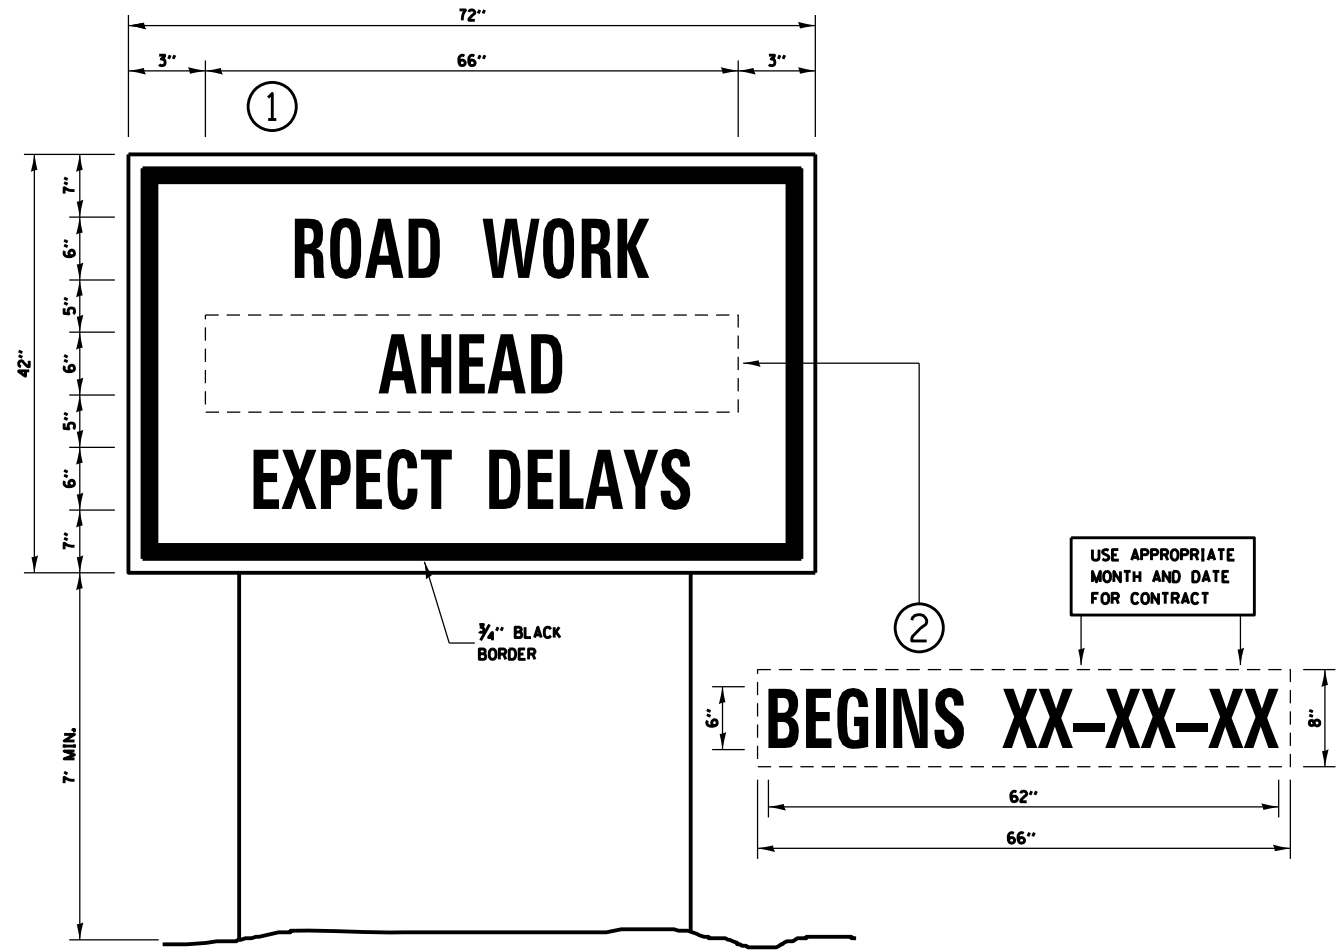 72"
3" 66" 3"
1
7"
6"
5"
6"
5"
6"
7"
42"
ROAD WORK
AHEAD
EXPECT DELAYS
¾" BLACK
BORDER
7' MIN.
2
USE APPROPRIATE
MONTH AND DATE
FOR CONTRACT
6"
BEGINS XX-XX-XX
8"
62"
66"